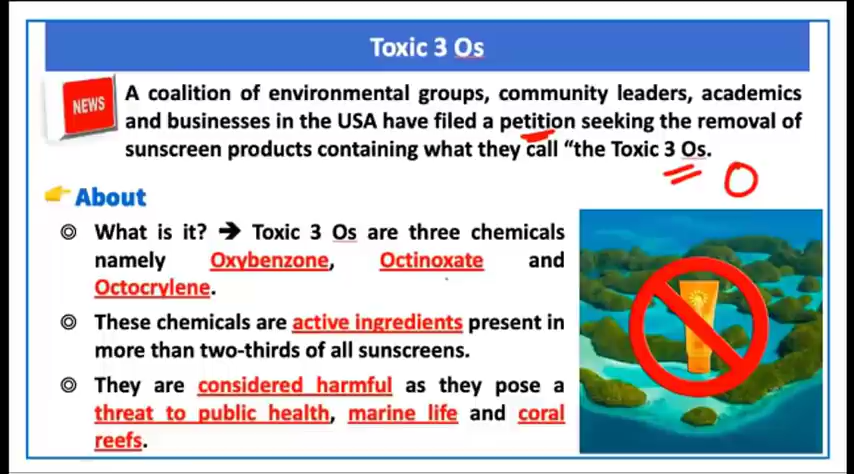 Toxic 3 Os
NEWS
A coalition of environmental groups, community leaders, academics
and businesses in the USA have filed a petition seeking the removal of
sunscreen products containing what they call “the Toxic 3 Os.
O
About
What is it? ➔ Toxic 3 Os are three chemicals
namely Oxybenzone, Octinoxate and
Octocrylene.
These chemicals are active ingredients present in
more than two-thirds of all sunscreens.
They are considered harmful as they pose a
threat to public health, marine life and coral
reefs.